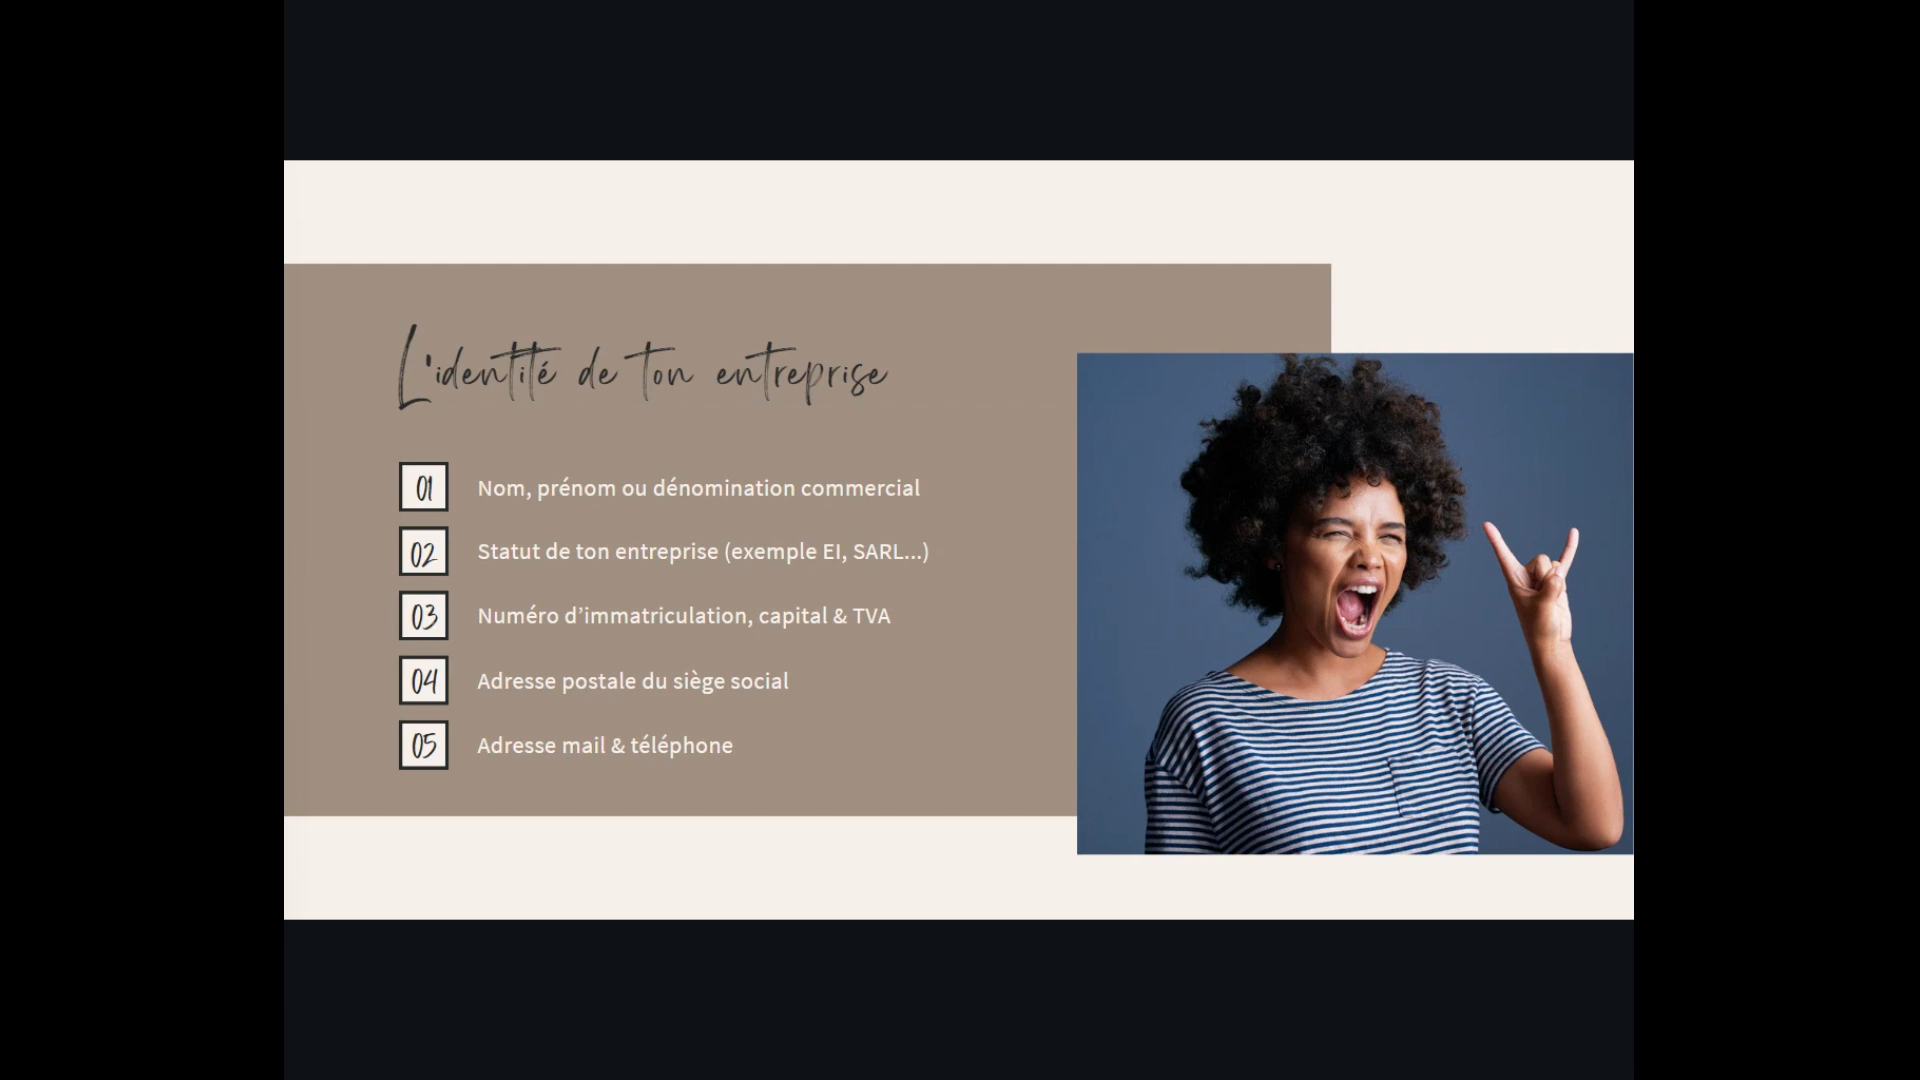 L'identité de ton entreprise
01 Nom, prénom ou dénomination commercial
02 Statut de ton entreprise (exemple EI, SARL...)
03 Numéro d’immatriculation, capital & TVA
04 Adresse postale du siège social
05 Adresse mail & téléphone